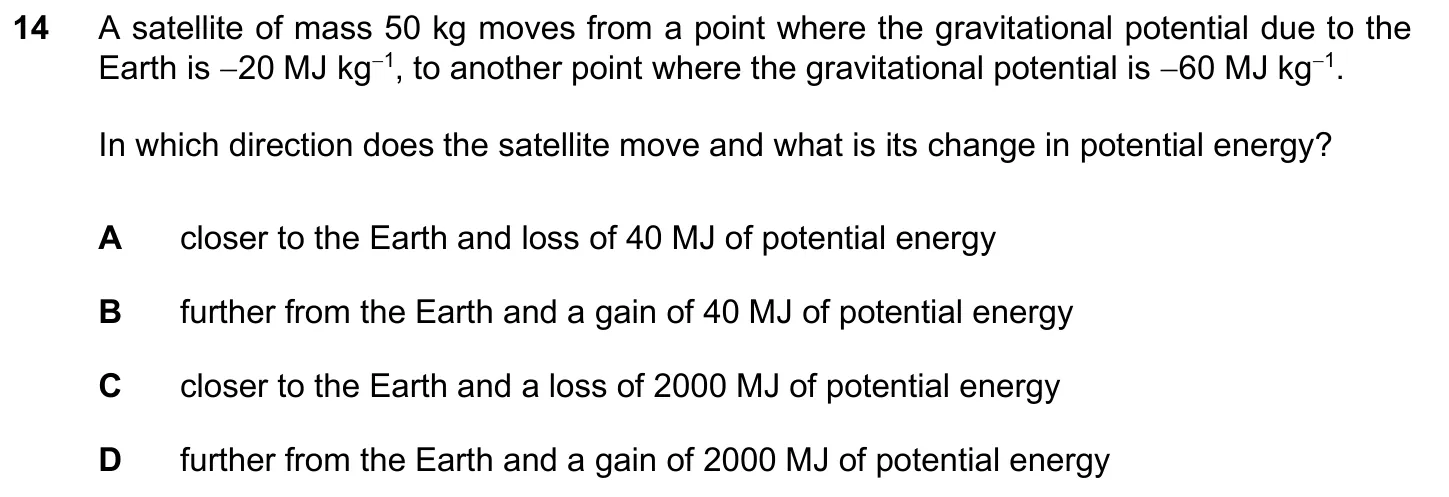 14 A satellite of mass 50 kg moves from a point where the gravitational potential due to the
Earth is –20 MJ kg⁻¹, to another point where the gravitational potential is –60 MJ kg⁻¹.
In which direction does the satellite move and what is its change in potential energy?
A closer to the Earth and loss of 40 MJ of potential energy
B further from the Earth and a gain of 40 MJ of potential energy
C closer to the Earth and a loss of 2000 MJ of potential energy
D further from the Earth and a gain of 2000 MJ of potential energy